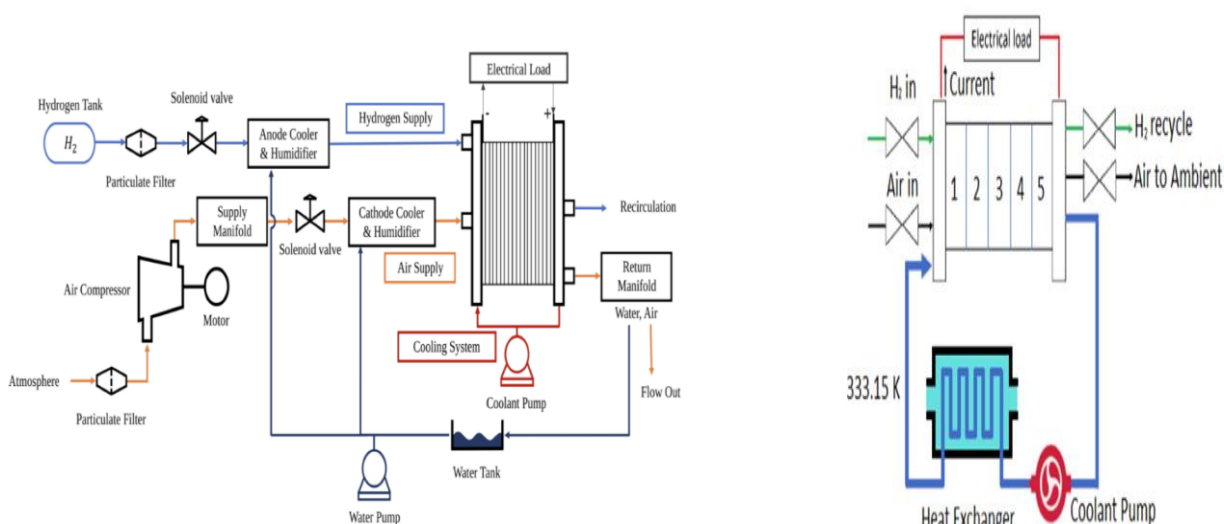 Electrical Load
Solenoid valve
Hydrogen Tank
Hydrogen Supply
H₂
Anode Cooler
& Humidifier
- +
Particulate Filter
Supply
Manifold
Cathode Cooler
& Humidifier
Recirculation
Solenoid valve
Air Supply
Return
Manifold
Air Compressor
Motor
Water, Air
Cooling System
Atmosphere
Flow Out
Coolant Pump
Particulate Filter
Water Tank
Water Pump
Electrical load
H₂ in
Current
H₂ recycle
Air in
1 2 3 4 5
Air to Ambient
333.15 K
Coolant Pump
Heat Exchanger